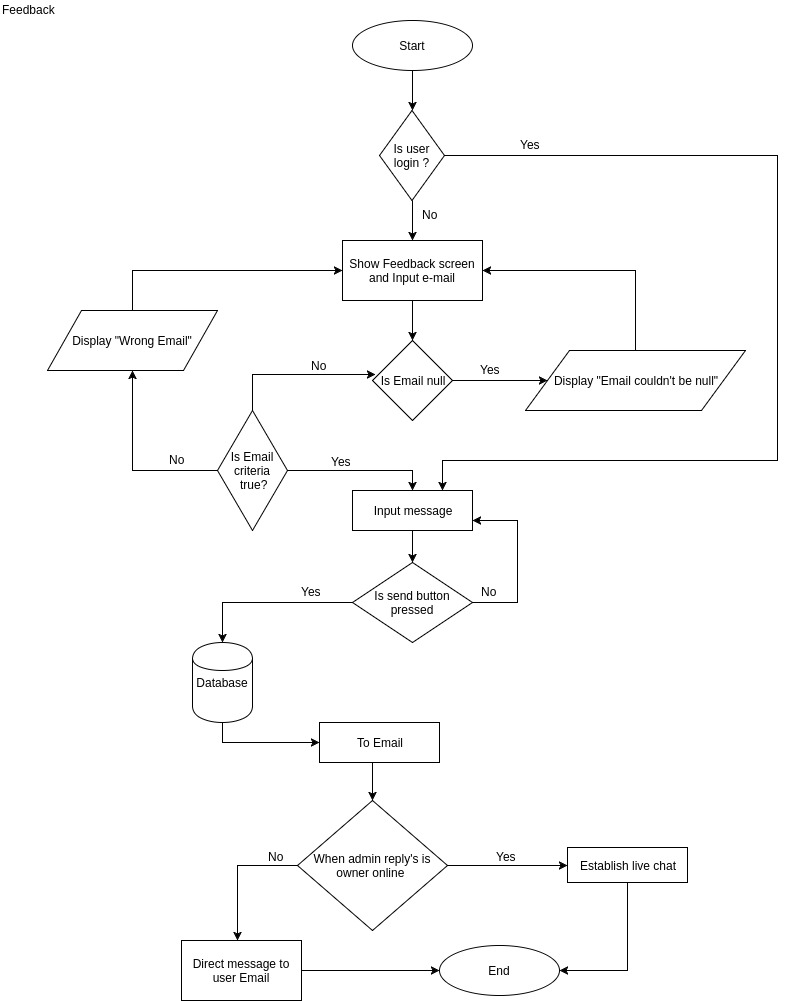 Feedback
Start
Is user
login ?
Yes
No
Show Feedback screen
and Input e-mail
Display "Wrong Email"
No
Is Email null
Yes
Display "Email couldn't be null"
No
Is Email
criteria
true?
Yes
Input message
Is send button
pressed
Yes
No
Database
To Email
When admin reply's is
owner online
No
Yes
Establish live chat
Direct message to
user Email
End